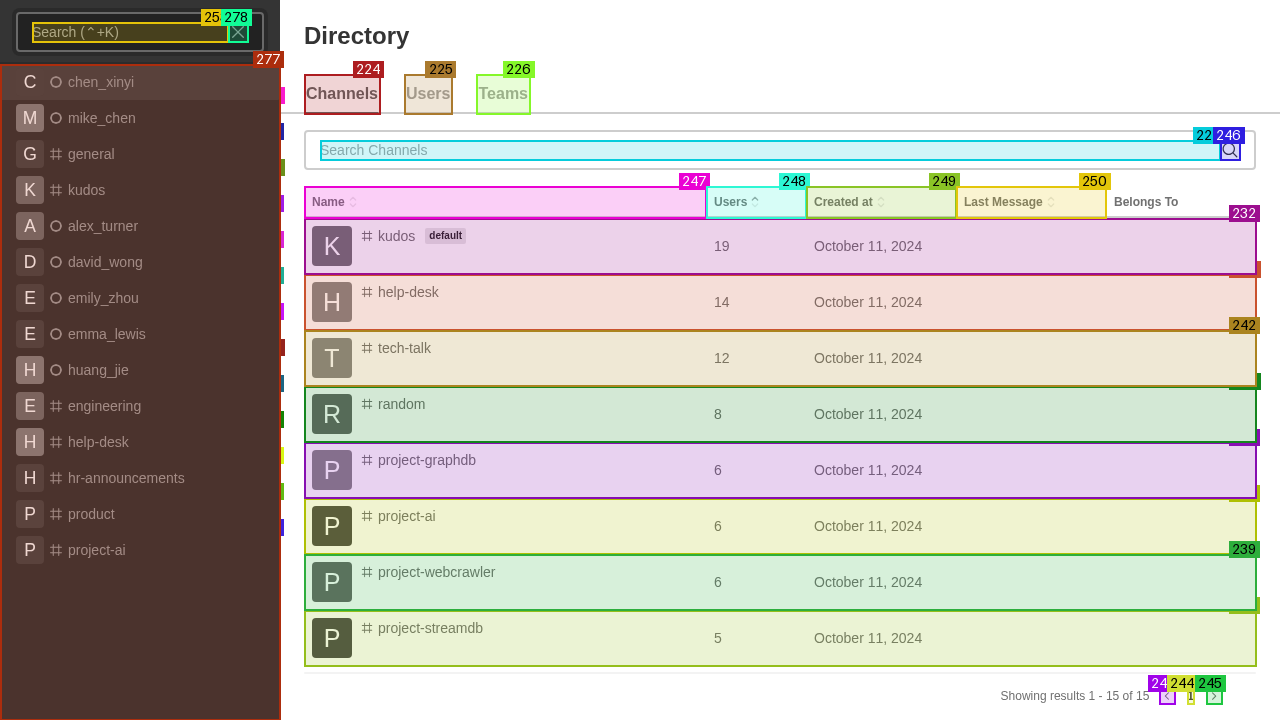 Search (⌃+K)
25
278
277
C chen_xinyi
M mike_chen
G general
K kudos
A alex_turner
D david_wong
E emily_zhou
E emma_lewis
H huang_jie
E engineering
H help-desk
H hr-announcements
P product
P project-ai
Directory
224
225
226
Channels Users Teams
22
246
Search Channels
247
248
249
250
Name Users Created at Last Message Belongs To
232
K kudos default 19 October 11, 2024
H help-desk 14 October 11, 2024
242
T tech-talk 12 October 11, 2024
R random 8 October 11, 2024
P project-graphdb 6 October 11, 2024
P project-ai 6 October 11, 2024
239
P project-webcrawler 6 October 11, 2024
P project-streamdb 5 October 11, 2024
24
244
245
Showing results 1 - 15 of 15 < 1 >